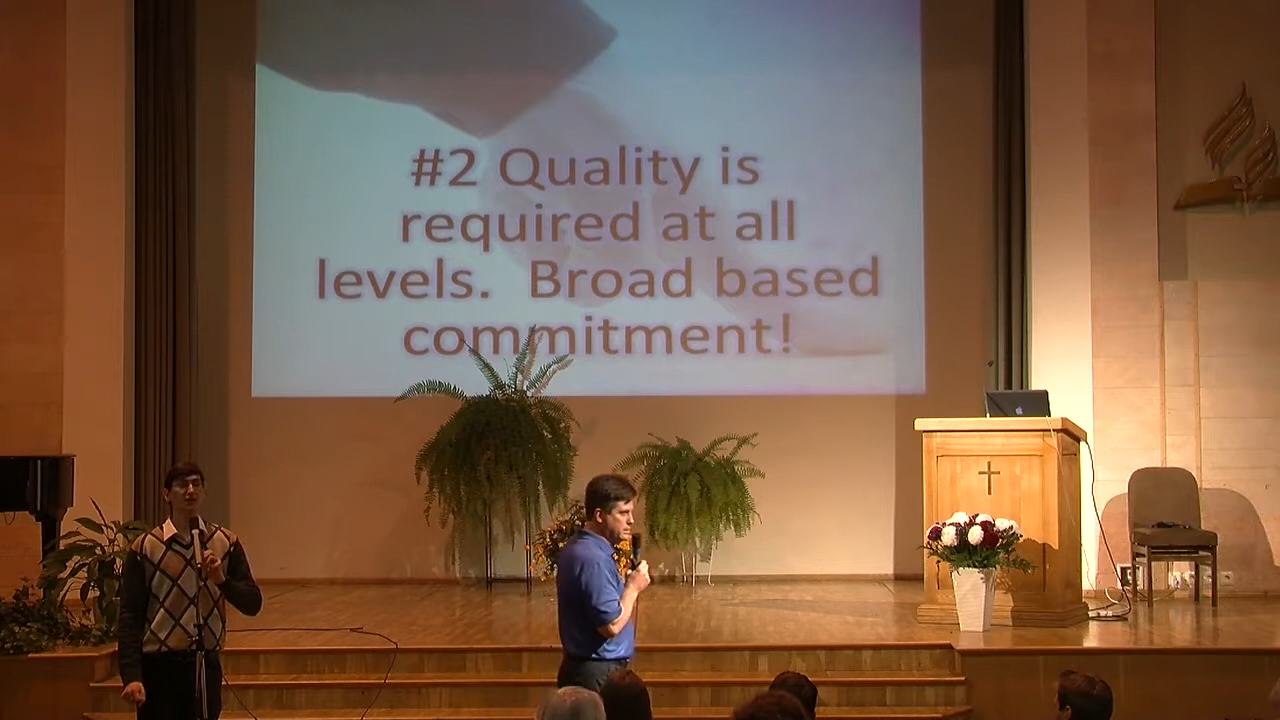 #2 Quality is
required at all
levels. Broad based
commitment!